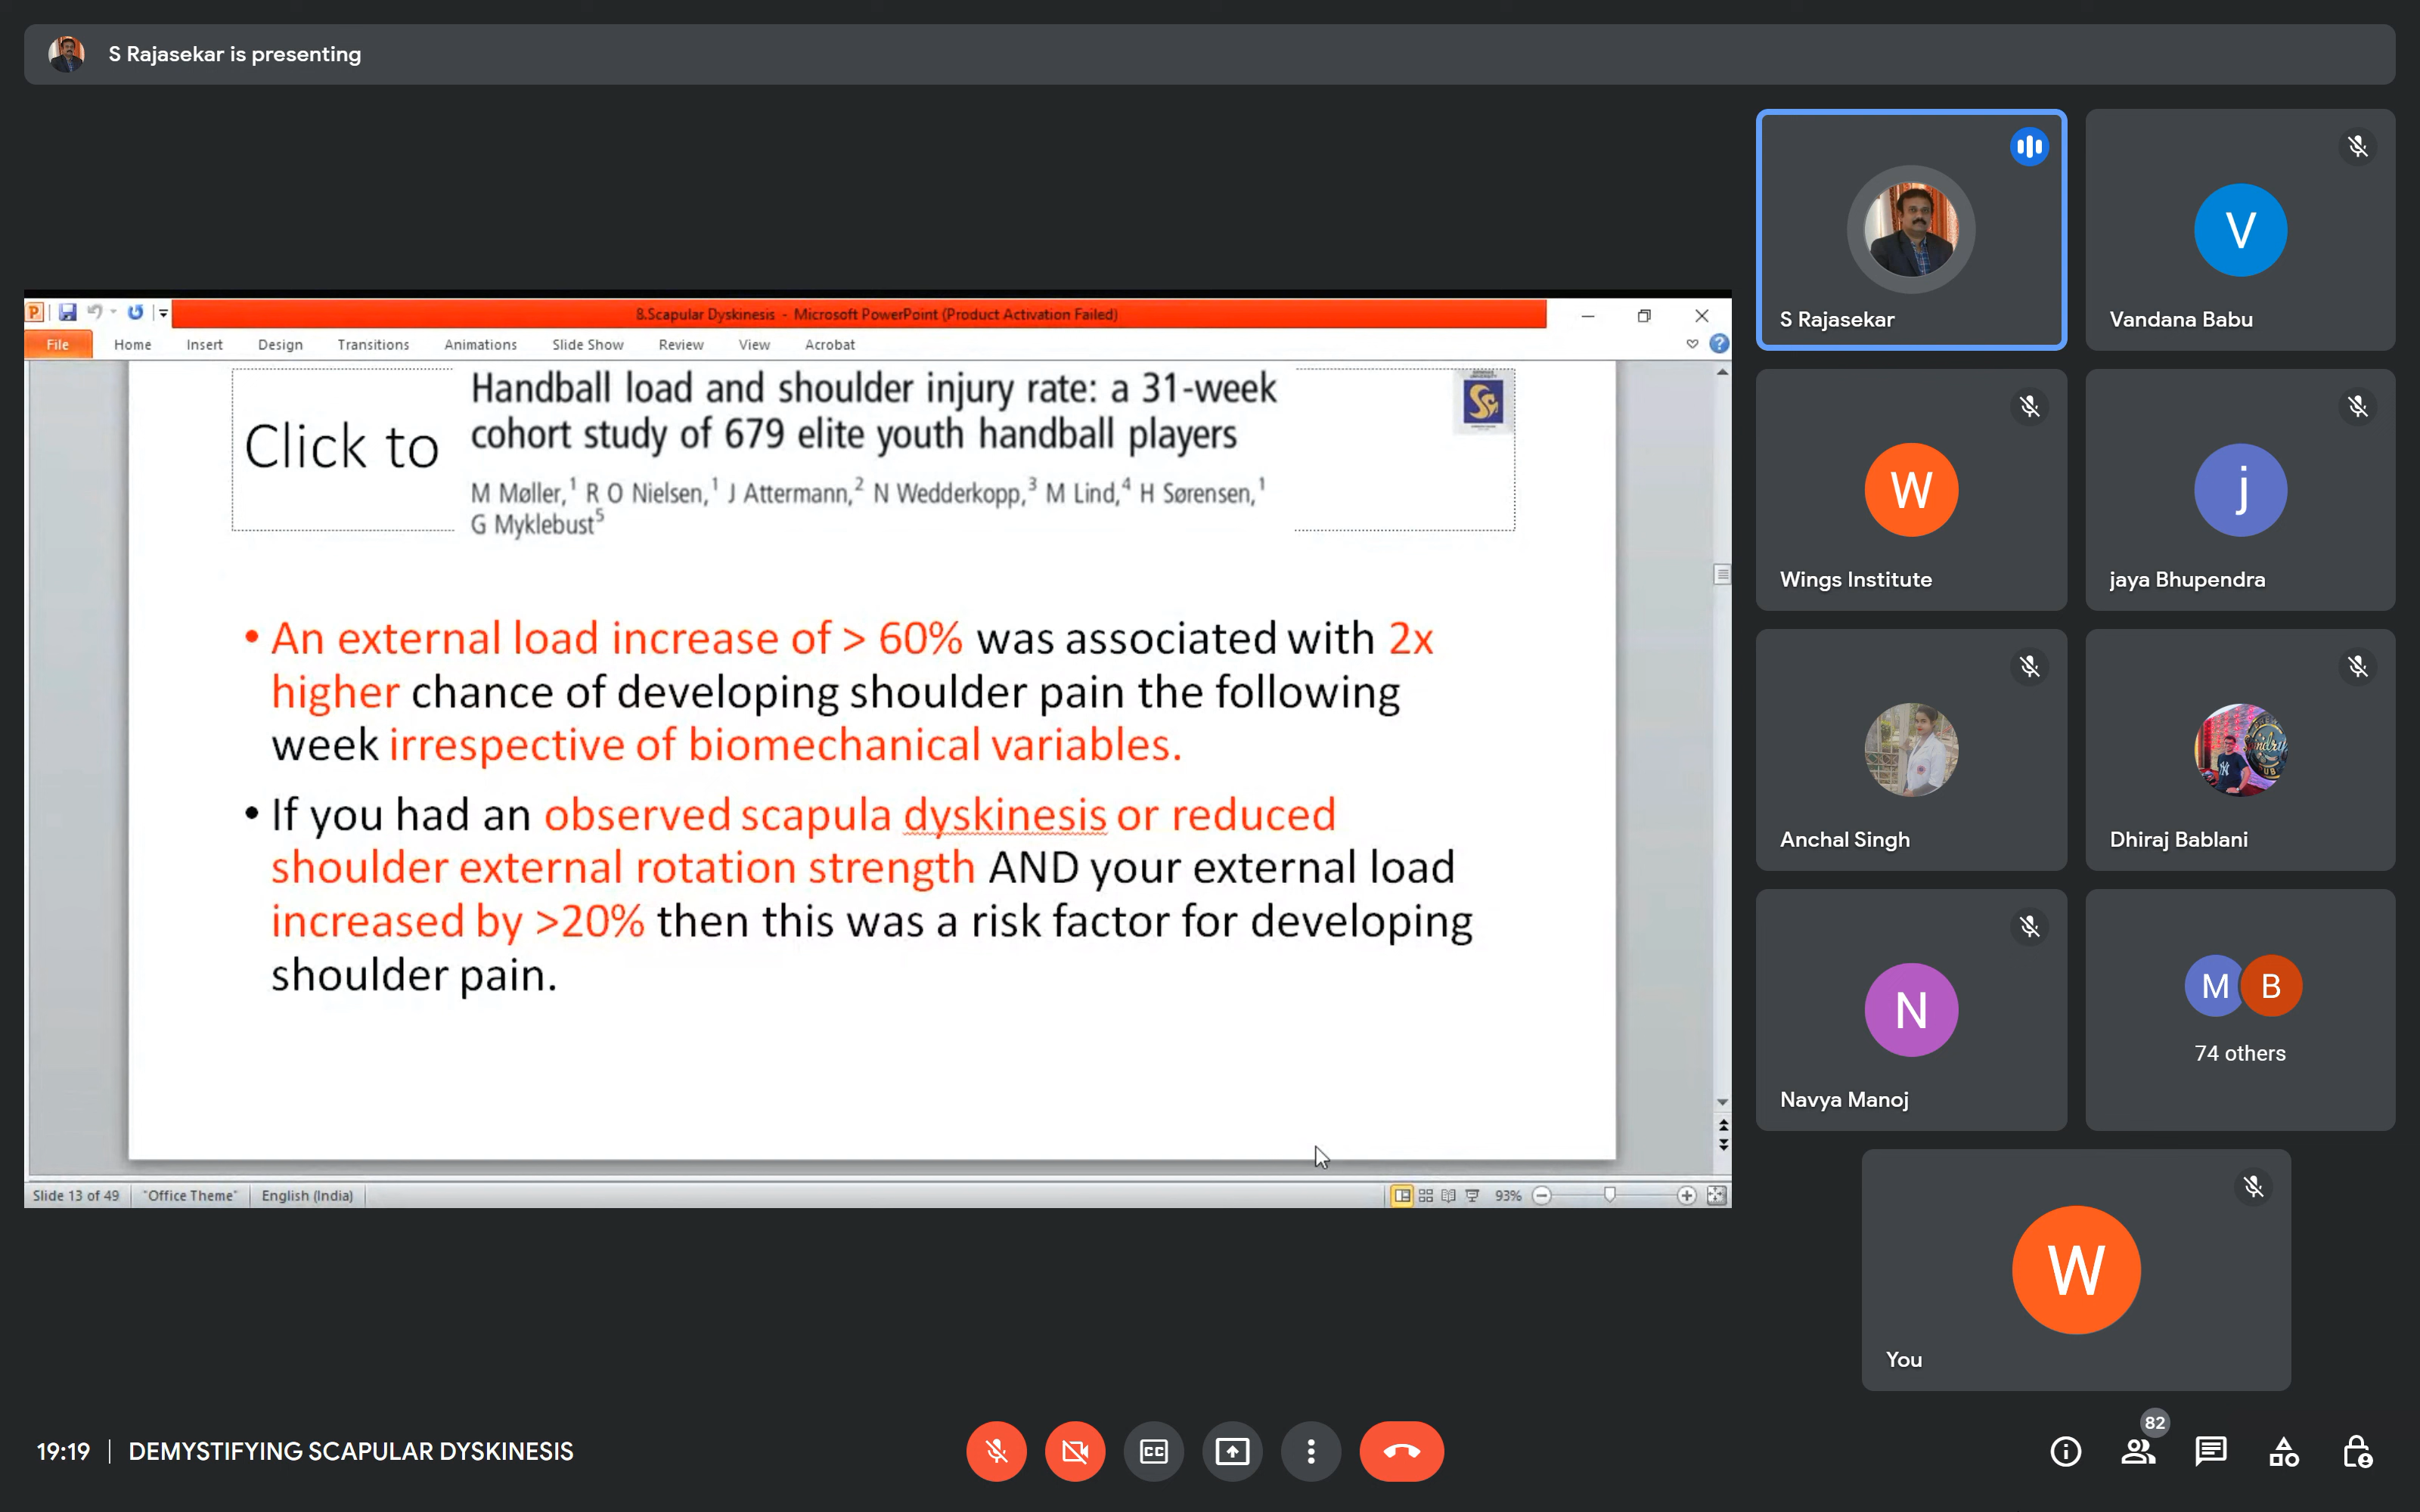 S Rajasekar is presenting
8.Scapular Dyskinesis - Microsoft PowerPoint (Product Activation Failed)
File Home Insert Design Transitions Animations Slide Show Review View Acrobat
Click to
Handball load and shoulder injury rate: a 31-week
cohort study of 679 elite youth handball players
M Møller,1 R O Nielsen,1 J Attermann,2 N Wedderkopp,3 M Lind,4 H Sørensen,1
G Myklebust5
• An external load increase of > 60% was associated with 2x
higher chance of developing shoulder pain the following
week irrespective of biomechanical variables.
• If you had an observed scapula dyskinesis or reduced
shoulder external rotation strength AND your external load
increased by >20% then this was a risk factor for developing
shoulder pain.
Slide 13 of 49 "Office Theme" English (India) 93%
S Rajasekar
V
Vandana Babu
W
Wings Institute
j
jaya Bhupendra
Anchal Singh
Dhiraj Bablani
N
Navya Manoj
M B
74 others
W
You
19:19 | DEMYSTIFYING SCAPULAR DYSKINESIS
CC
82